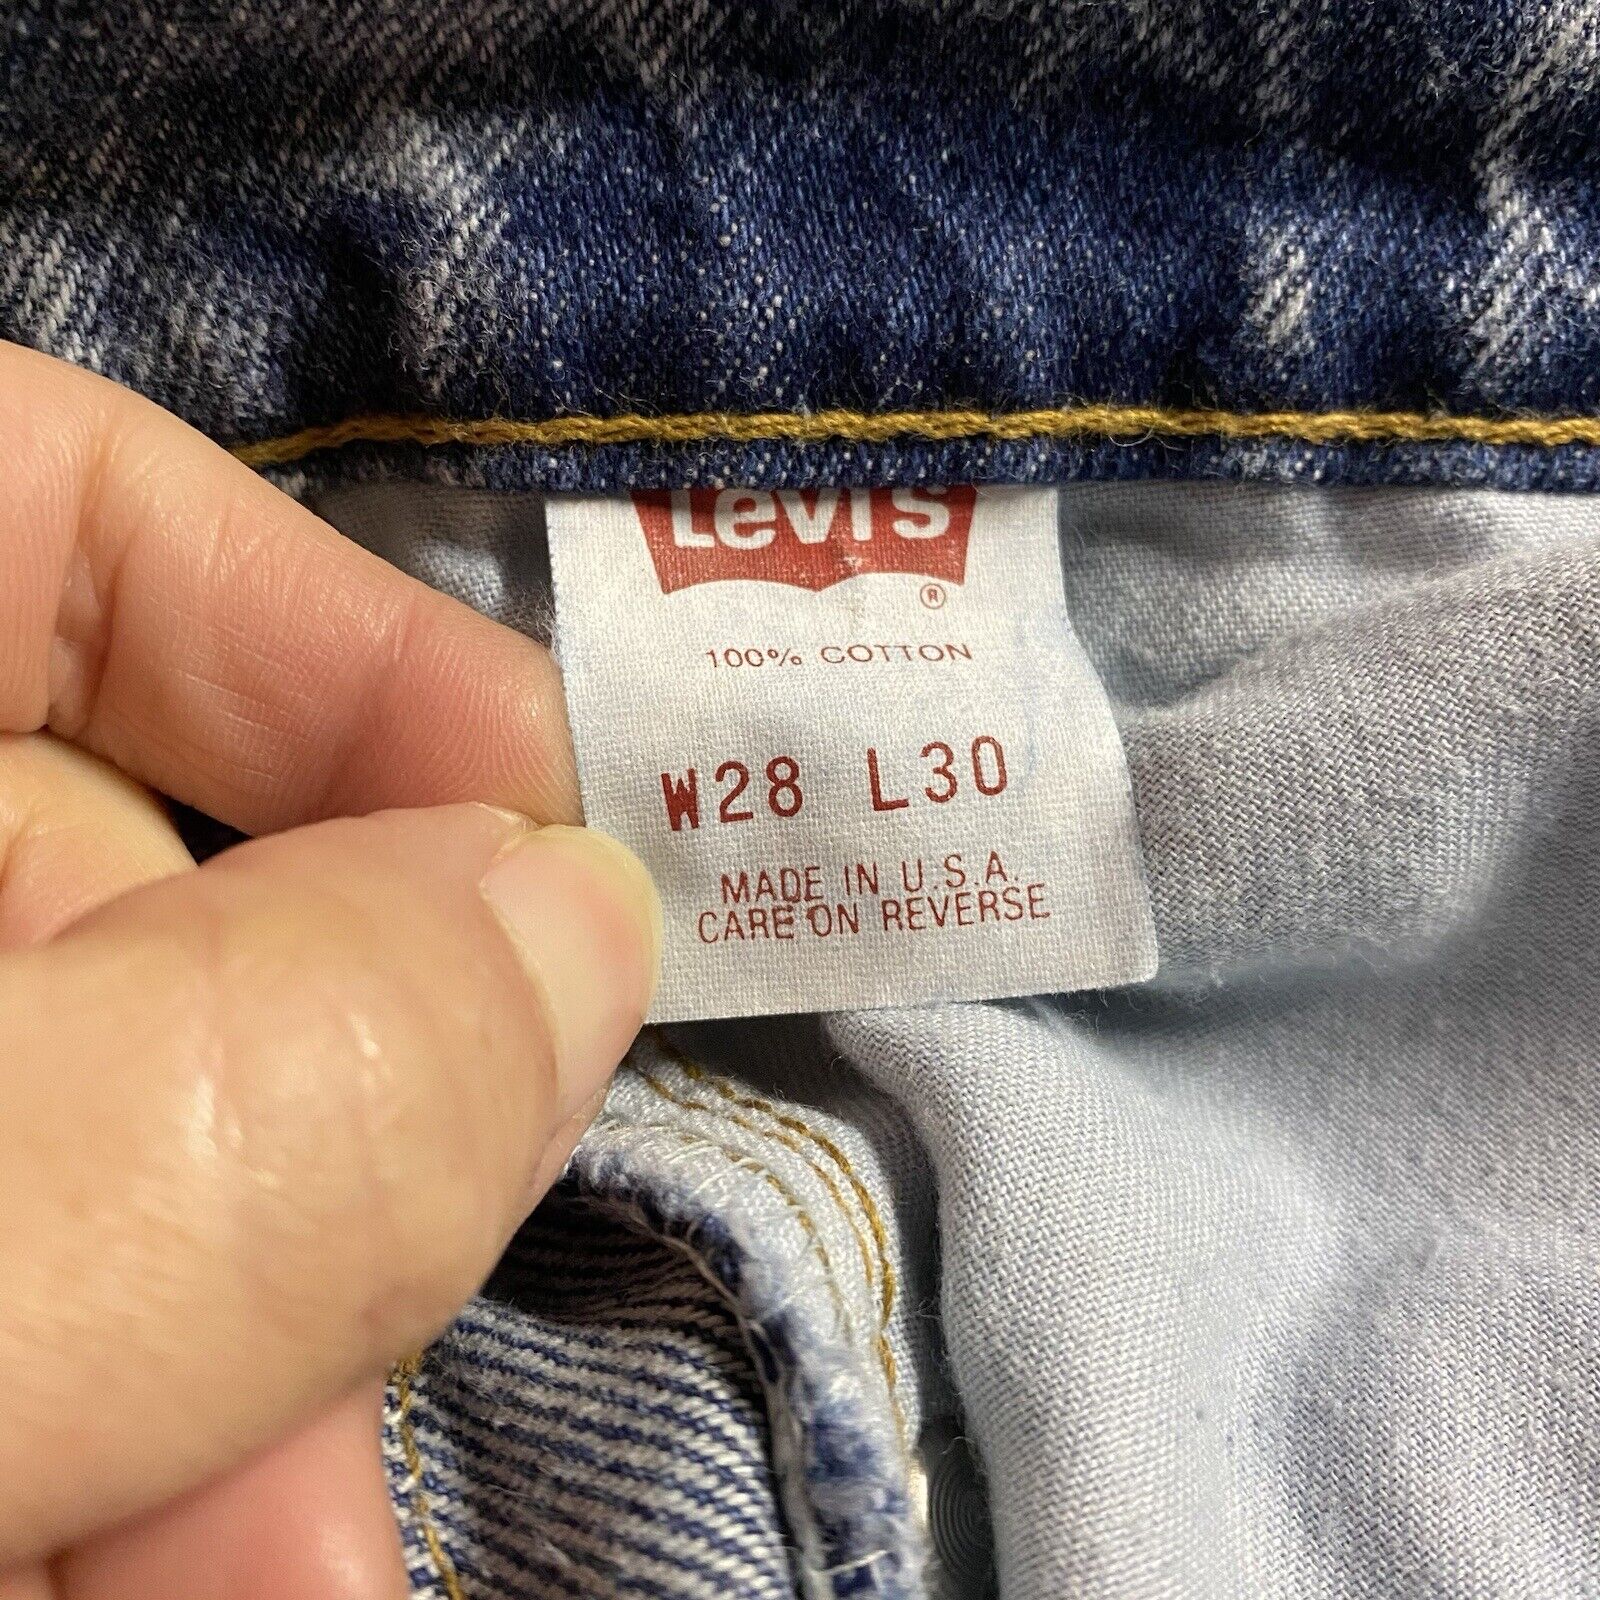 Levi's
®
100% COTTON
W28 L30
MADE IN U.S.A.
CARE ON REVERSE